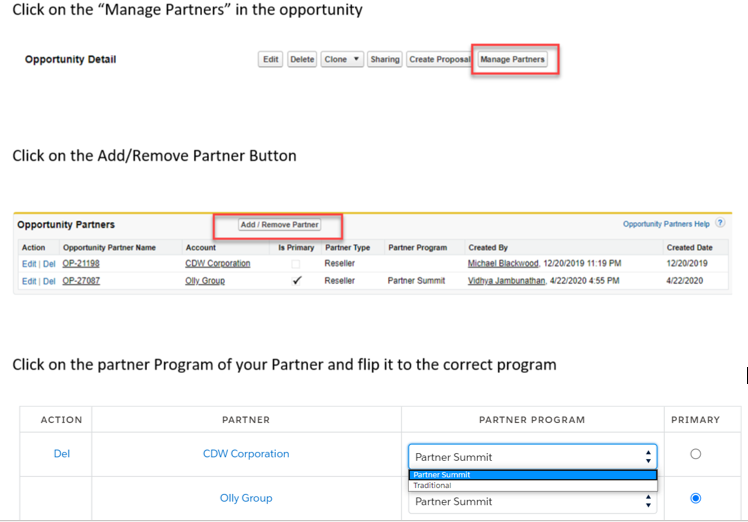 Click on the “Manage Partners” in the opportunity
Opportunity Detail Edit Delete Clone Sharing Create Proposal Manage Partners
Click on the Add/Remove Partner Button
Opportunity Partners Add / Remove Partner Opportunity Partners Help ?
Action Opportunity Partner Name Account Is Primary Partner Type Partner Program Created By Created Date
Edit | Del OP-21198 CDW Corporation Reseller Michael Blackwood, 12/20/2019 11:19 PM 12/20/2019
Edit | Del OP-27087 Olly Group Reseller Partner Summit Vidhya Jambunathan, 4/22/2020 4:55 PM 4/22/2020
Click on the partner Program of your Partner and flip it to the correct program
ACTION PARTNER PARTNER PROGRAM PRIMARY
Del CDW Corporation Partner Summit
Partner Summit
Traditional
Olly Group Partner Summit